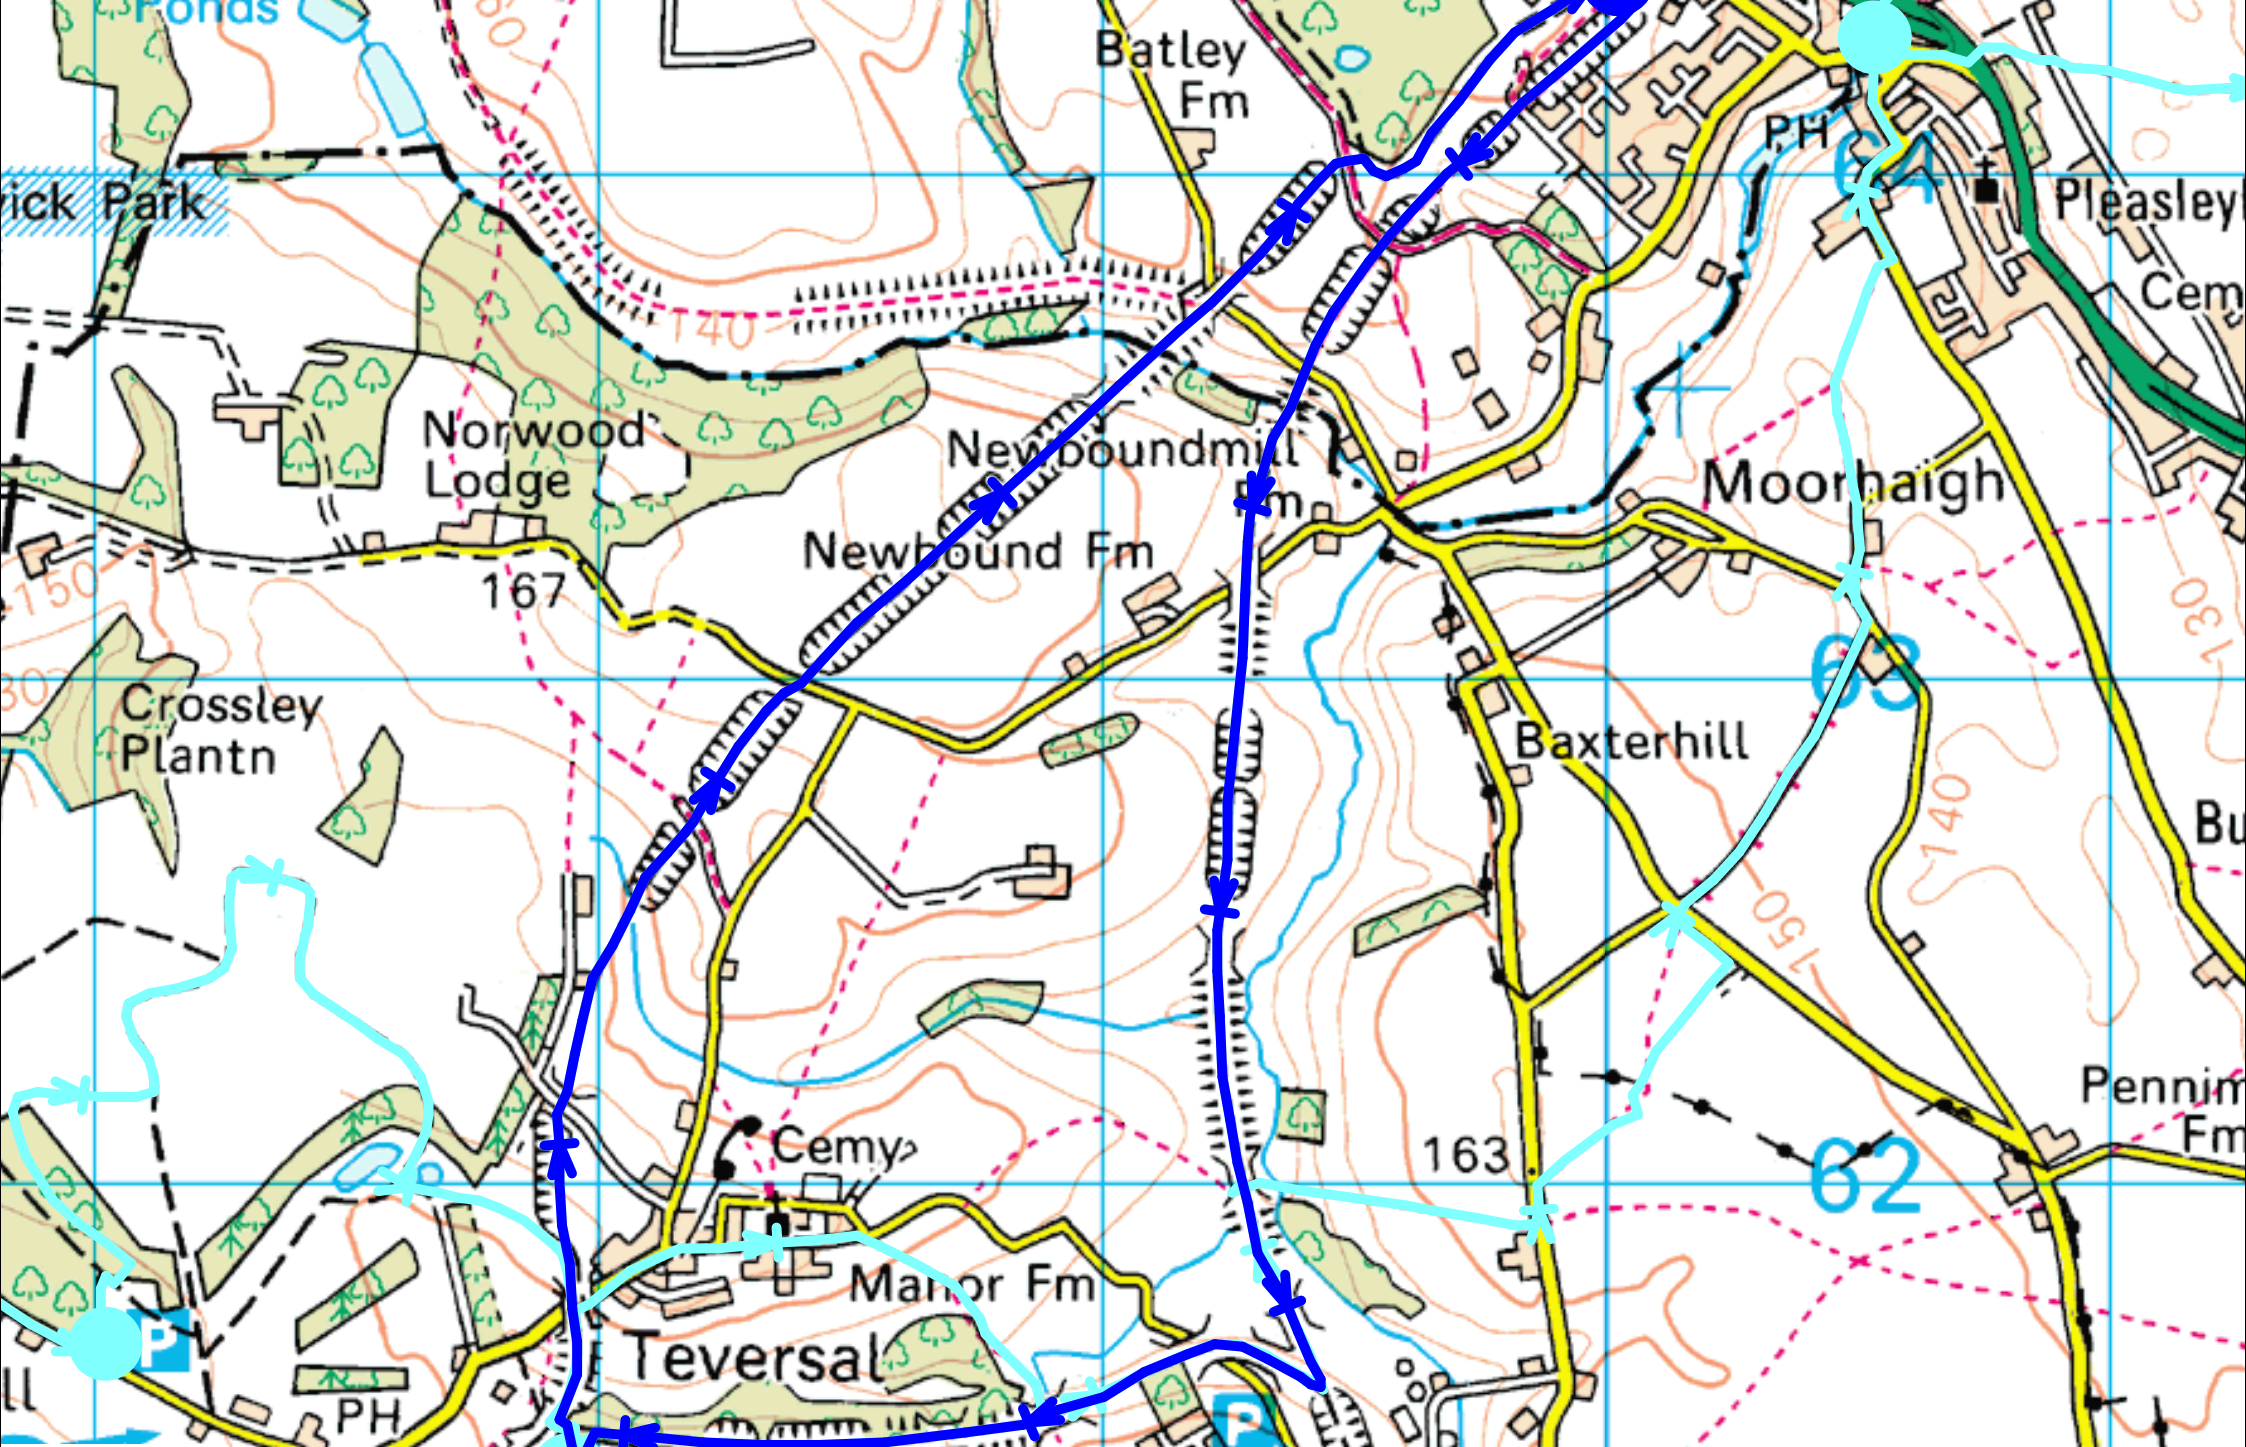 Ponds
Batley
Fm
PH
64
wick Park
Pleasley
Cem
140
Norwood
Lodge
Newboundmill
Fm
Moorhaigh
Newbound Fm
167
150
130
30
63
Crossley
Plantn
Baxterhill
140
Bu
150
Pennim
Fm
Cemy
163
62
Manor Fm
P
Teversal
ll
PH
P